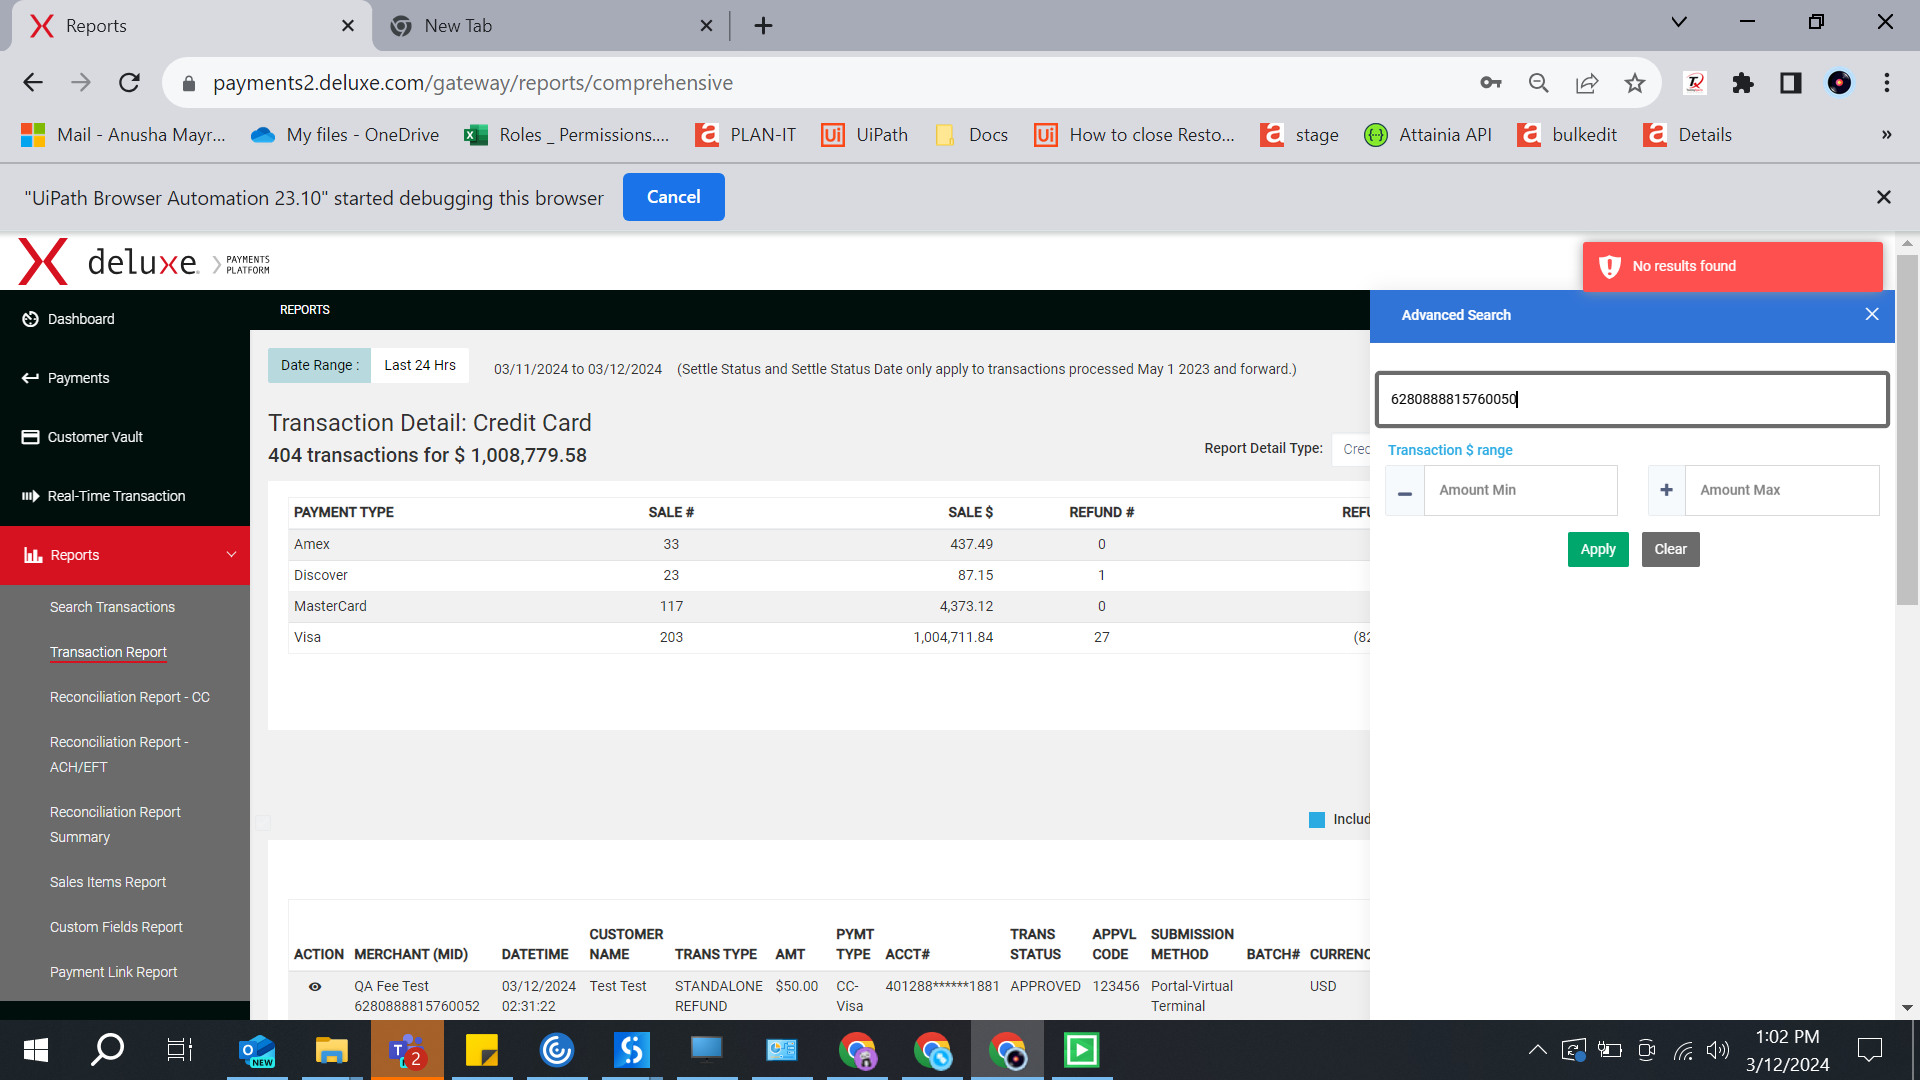 Reports
New Tab
payments2.deluxe.com/gateway/reports/comprehensive
Mail - Anusha Mayr...
My files - OneDrive
Roles _ Permissions....
PLAN-IT
UiPath
Docs
How to close Resto...
stage
Attainia API
bulkedit
Details
»
"UiPath Browser Automation 23.10" started debugging this browser
Cancel
deluxe. PAYMENTS PLATFORM
No results found
Dashboard
Payments
Customer Vault
Real-Time Transaction
Reports
Search Transactions
Transaction Report
Reconciliation Report - CC
Reconciliation Report -
ACH/EFT
Reconciliation Report
Summary
Sales Items Report
Custom Fields Report
Payment Link Report
REPORTS
Date Range : Last 24 Hrs 03/11/2024 to 03/12/2024 (Settle Status and Settle Status Date only apply to transactions processed May 1 2023 and forward.)
Transaction Detail: Credit Card
404 transactions for $ 1,008,779.58
Report Detail Type: Crec
PAYMENT TYPE SALE # SALE $ REFUND # REFU
Amex 33 437.49 0
Discover 23 87.15 1
MasterCard 117 4,373.12 0
Visa 203 1,004,711.84 27 (82
Includ
ACTION MERCHANT (MID) DATETIME CUSTOMER NAME TRANS TYPE AMT PYMT TYPE ACCT# TRANS STATUS APPVL CODE SUBMISSION METHOD BATCH# CURRENC
QA Fee Test 03/12/2024 Test Test STANDALONE $50.00 CC- 401288******1881 APPROVED 123456 Portal-Virtual USD
6280888815760052 02:31:22 REFUND Visa Terminal
Advanced Search
6280888815760050
Transaction $ range
Amount Min
Amount Max
Apply
Clear
NEW
2
1:02 PM
3/12/2024